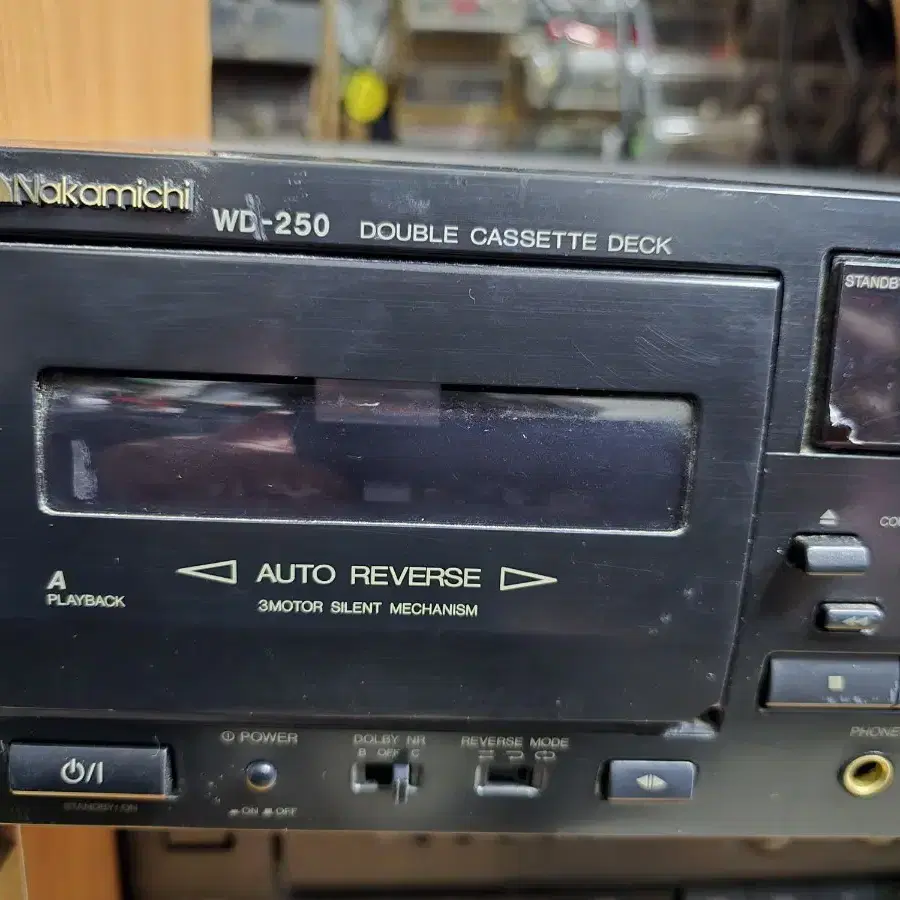 Nakamichi
WD-250 DOUBLE CASSETTE DECK
STANDB
A
PLAYBACK
AUTO REVERSE
3MOTOR SILENT MECHANISM
CO
POWER
DOLBY NR
B OFF C
REVERSE MODE
PHONE
STANDBY/ON
ON OFF